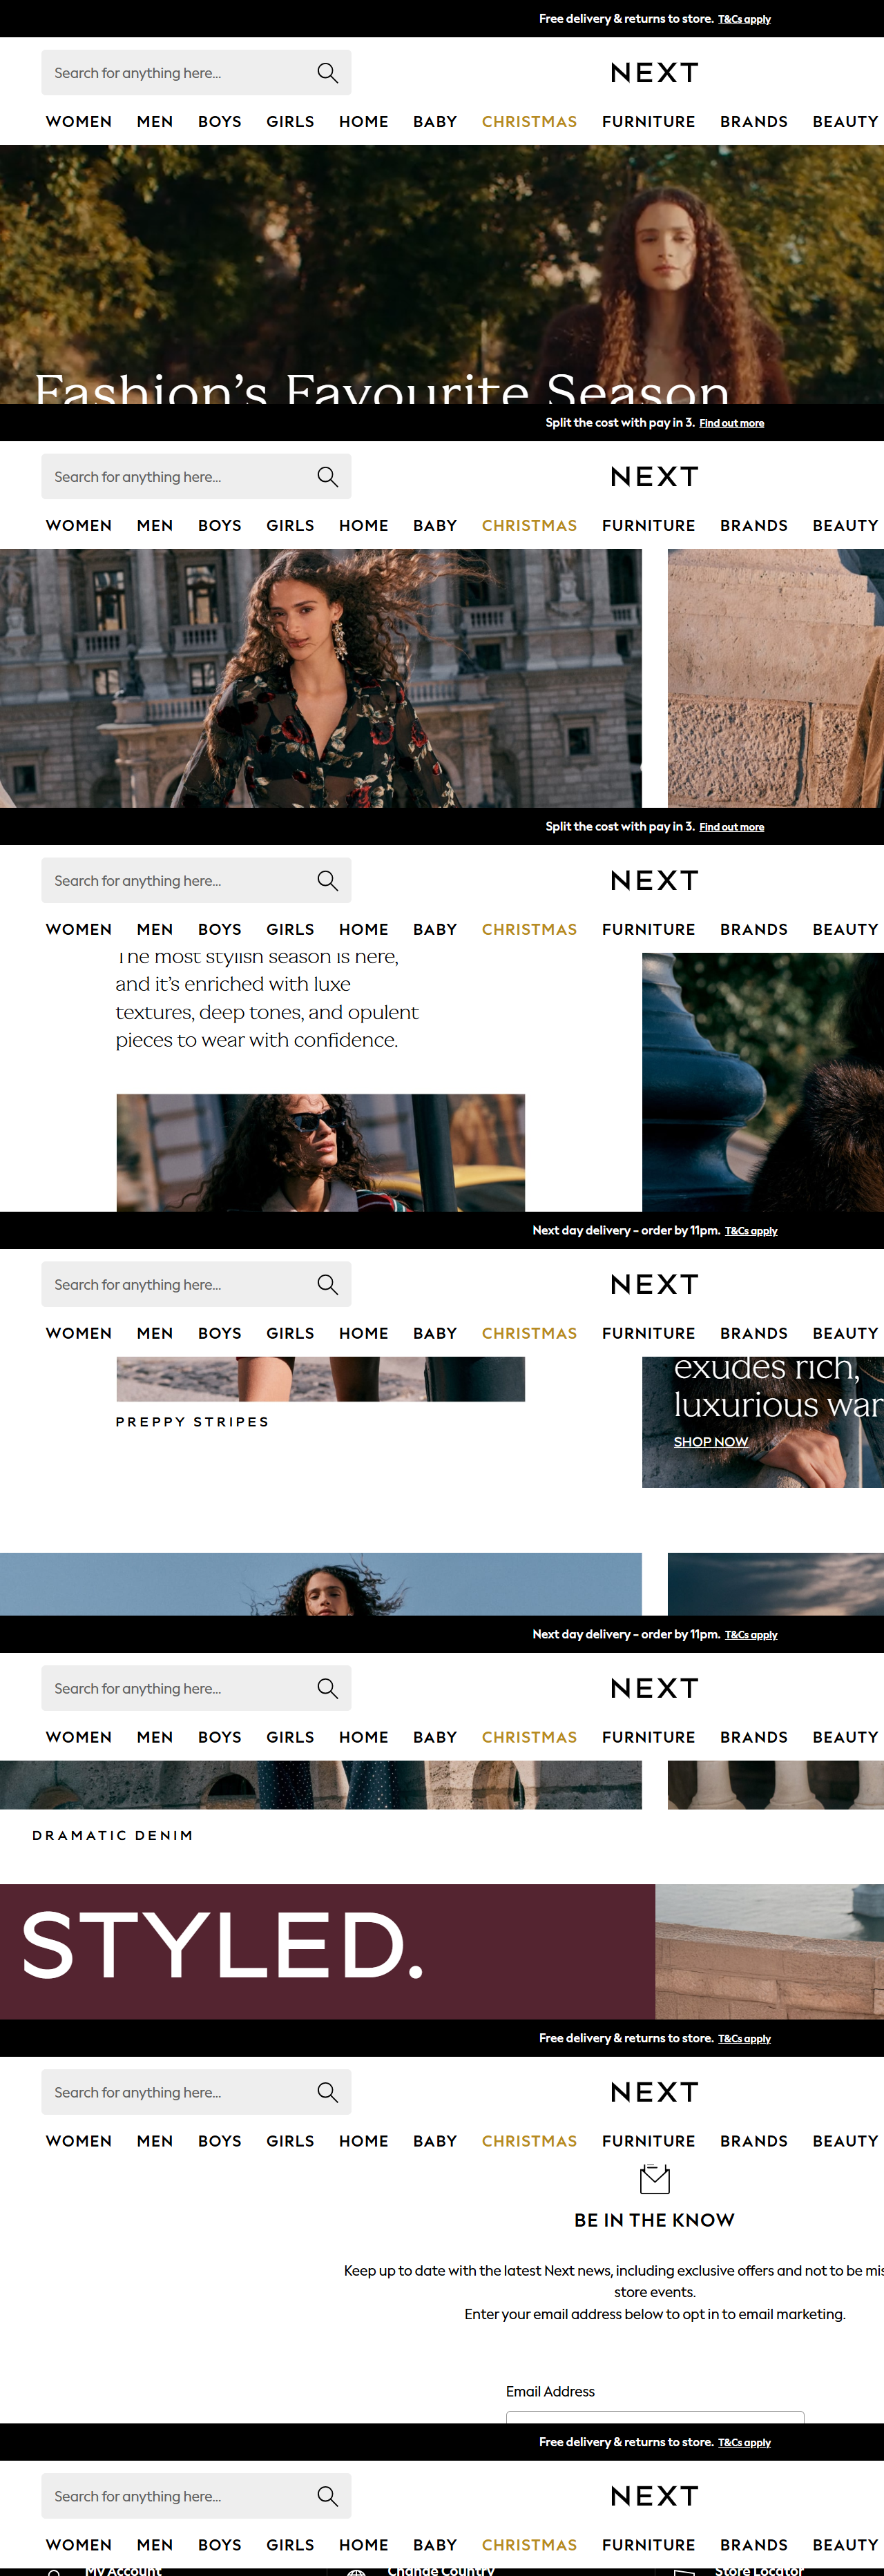 Free delivery & returns to store. T&Cs apply
Search for anything here...
NEXT
WOMEN MEN BOYS GIRLS HOME BABY CHRISTMAS FURNITURE BRANDS BEAUTY
Fashion's Favourite Season
Split the cost with pay in 3. Find out more
Search for anything here...
NEXT
WOMEN MEN BOYS GIRLS HOME BABY CHRISTMAS FURNITURE BRANDS BEAUTY
Split the cost with pay in 3. Find out more
Search for anything here...
NEXT
WOMEN MEN BOYS GIRLS HOME BABY CHRISTMAS FURNITURE BRANDS BEAUTY
The most stylish season is here,
and it's enriched with luxe
textures, deep tones, and opulent
pieces to wear with confidence.
Next day delivery - order by 11pm. T&Cs apply
Search for anything here...
NEXT
WOMEN MEN BOYS GIRLS HOME BABY CHRISTMAS FURNITURE BRANDS BEAUTY
exudes rich,
luxurious
SHOP NOW
PREPPY STRIPES
Next day delivery - order by 11pm. T&Cs apply
Search for anything here...
NEXT
WOMEN MEN BOYS GIRLS HOME BABY CHRISTMAS FURNITURE BRANDS BEAUTY
DRAMATIC DENIM
STYLED.
Free delivery & returns to store. T&Cs apply
Search for anything here...
NEXT
WOMEN MEN BOYS GIRLS HOME BABY CHRISTMAS FURNITURE BRANDS BEAUTY
BE IN THE KNOW
Keep up to date with the latest Next news, including exclusive offers and not to be
store events.
Enter your email address below to opt in to email marketing.
Email Address
Free delivery & returns to store. T&Cs apply
Search for anything here...
NEXT
WOMEN MEN BOYS GIRLS HOME BABY CHRISTMAS FURNITURE BRANDS BEAUTY
My Account Change Country Store Locator